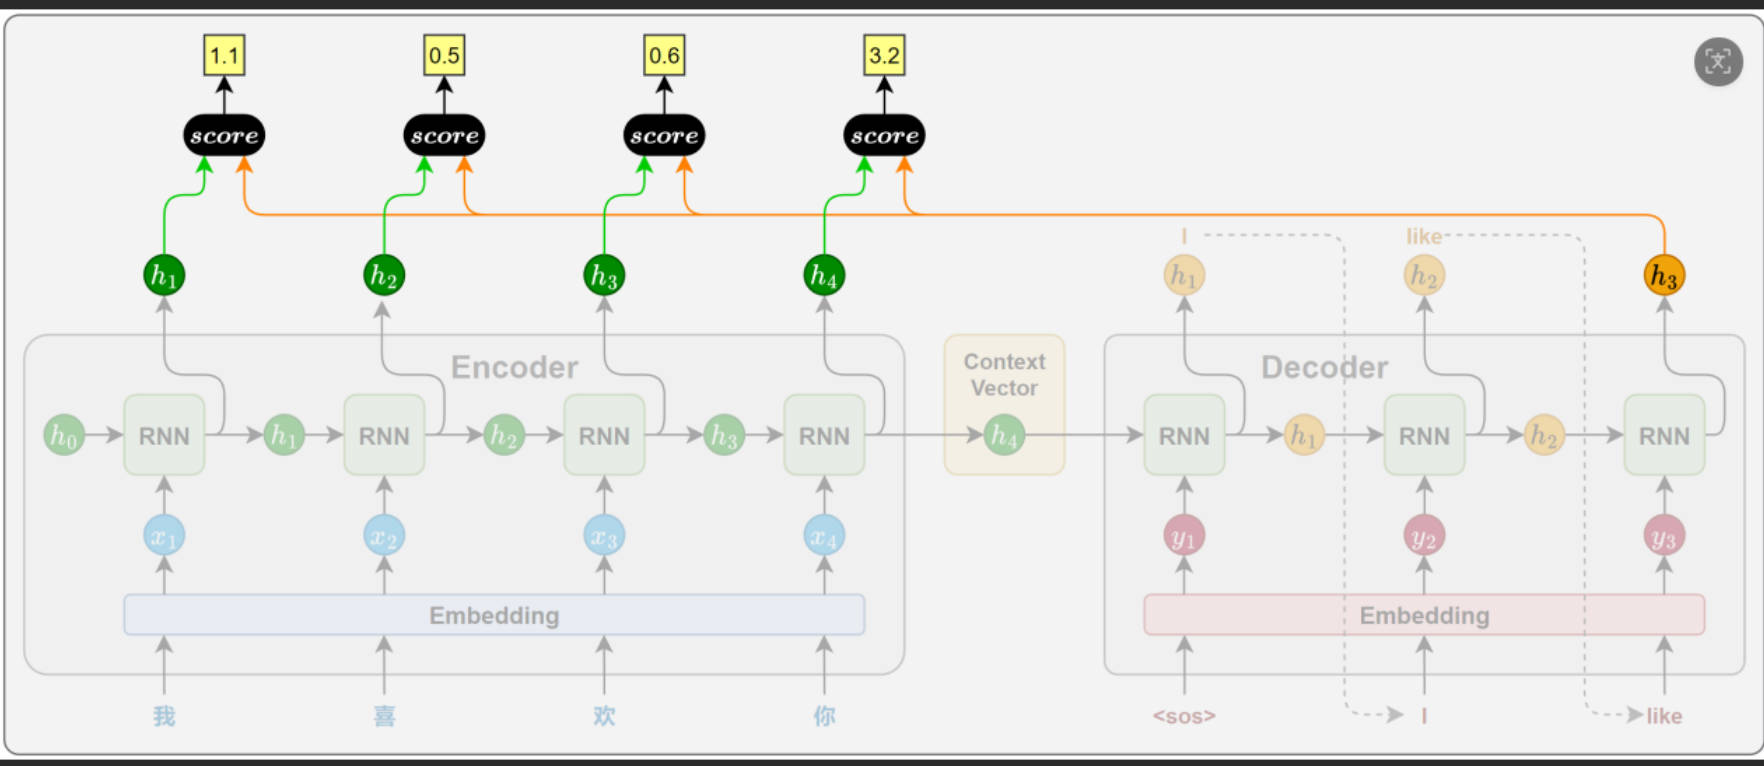 1.1 0.5 0.6 3.2
score score score score
I like
h₁ h₂ h₃ h₄ h₁ h₂ h₃
Encoder Context Vector Decoder
h₀ RNN h₁ RNN h₂ RNN h₃ RNN h₄ RNN h₁ RNN h₂ RNN
x₁ x₂ x₃ x₄ y₁ y₂ y₃
Embedding Embedding
我 喜 欢 你 <sos> I like